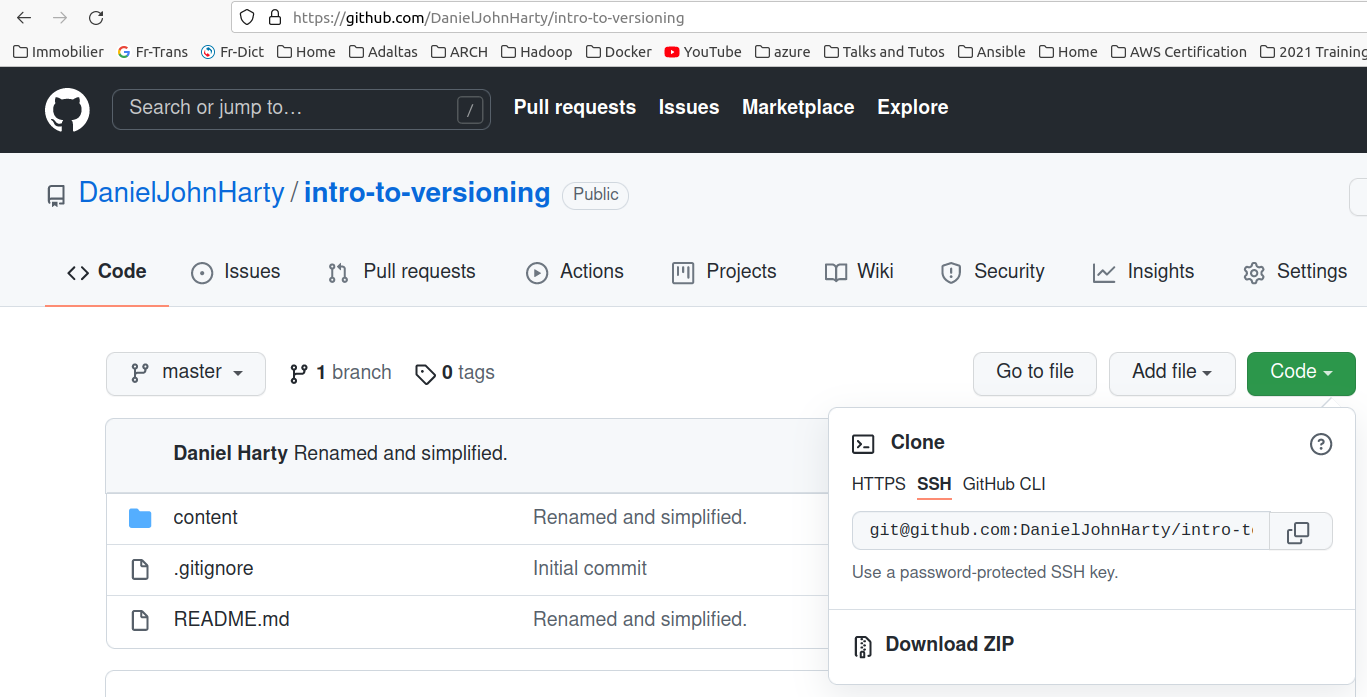 https://github.com/DanielJohnHarty/intro-to-versioning
Immobilier Fr-Trans Fr-Dict Home Adaltas ARCH Hadoop Docker YouTube azure Talks and Tutos Ansible Home AWS Certification 2021 Training
Search or jump to… / Pull requests Issues Marketplace Explore
DanielJohnHarty / intro-to-versioning Public
Code Issues Pull requests Actions Projects Wiki Security Insights Settings
master 1 branch 0 tags Go to file Add file Code
Daniel Harty Renamed and simplified.
content Renamed and simplified.
.gitignore Initial commit
README.md Renamed and simplified.
Clone
HTTPS SSH GitHub CLI
git@github.com:DanielJohnHarty/intro-t
Use a password-protected SSH key.
Download ZIP